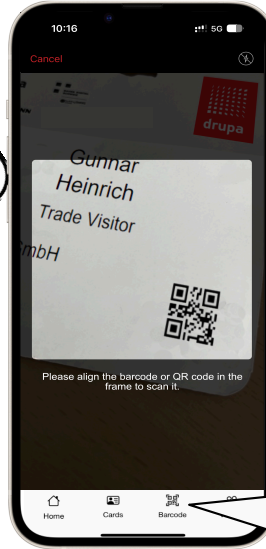 10:16
5G
Cancel
drupa
Gunnar
Heinrich
Trade Visitor
mbH
Please align the barcode or QR code in the
frame to scan it.
Home
Cards
Barcode